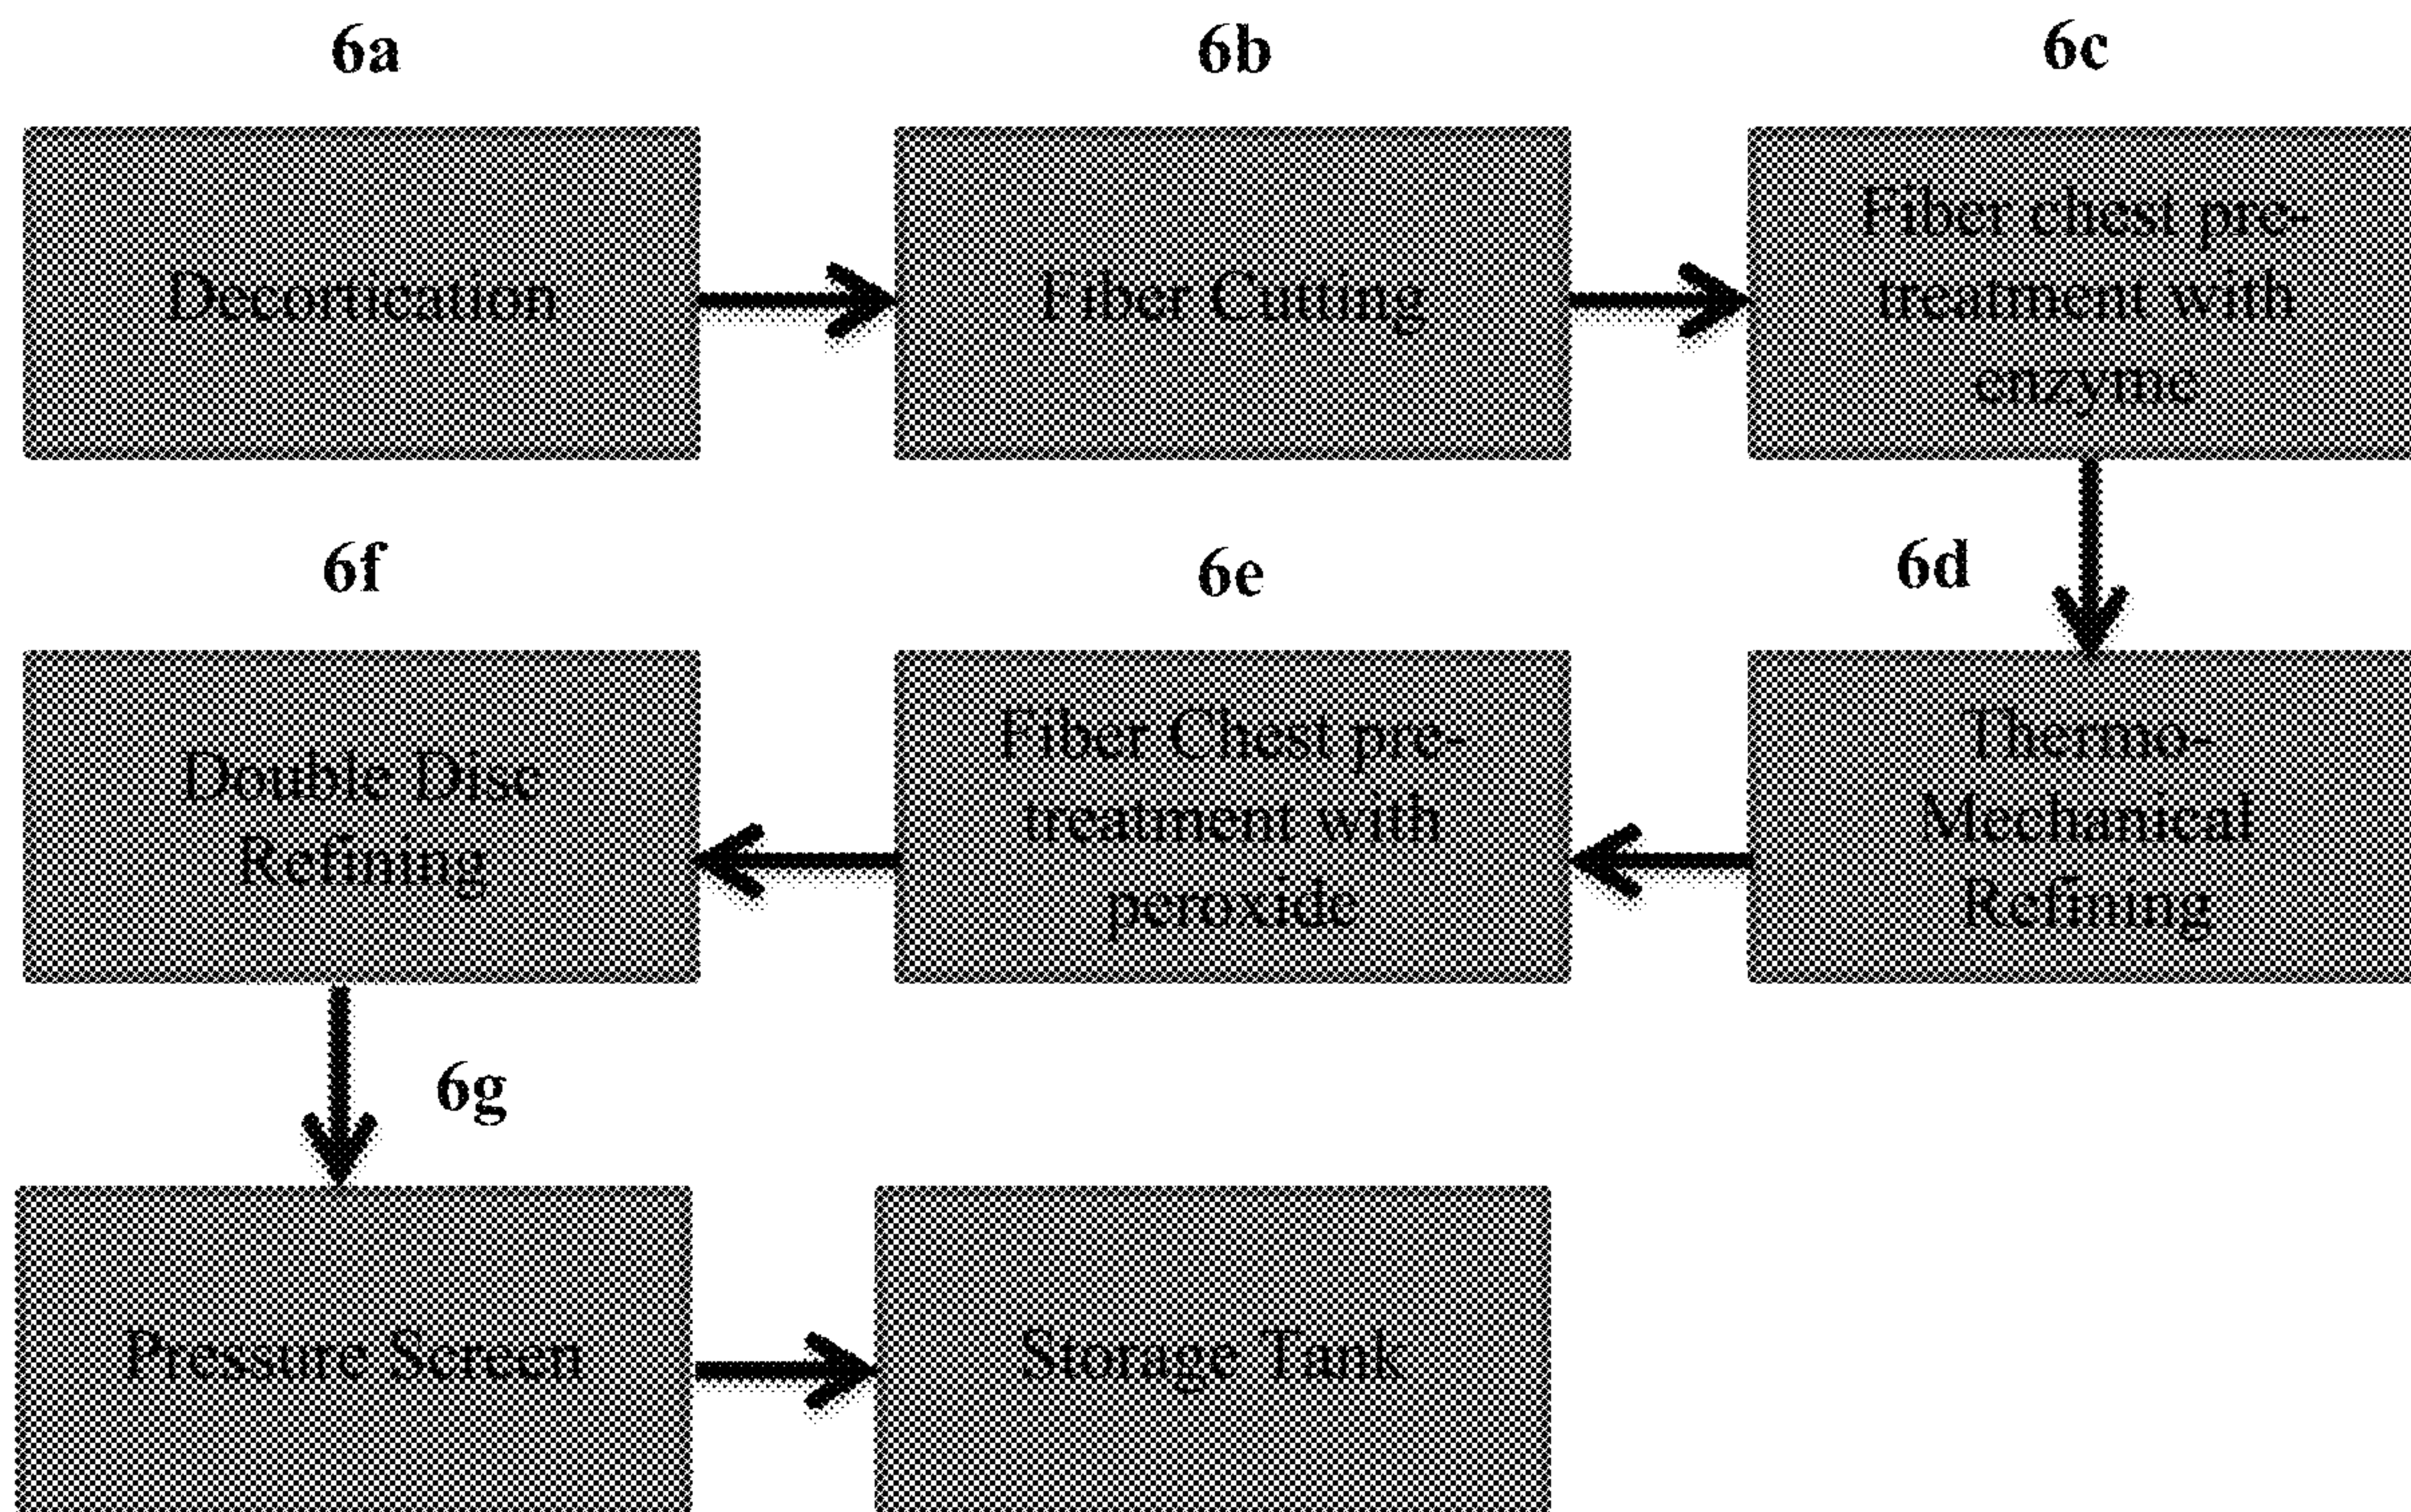 6a
6b
6c
Decortication
Fiber Cutting
Fiber chest pre-
treatment with
enzyme
6f
6e
6d
Double Disc
Refining
Fiber Chest pre-
treatment with
peroxide
Thermo-
Mechanical
Refining
6g
Pressure Screen
Storage Tank